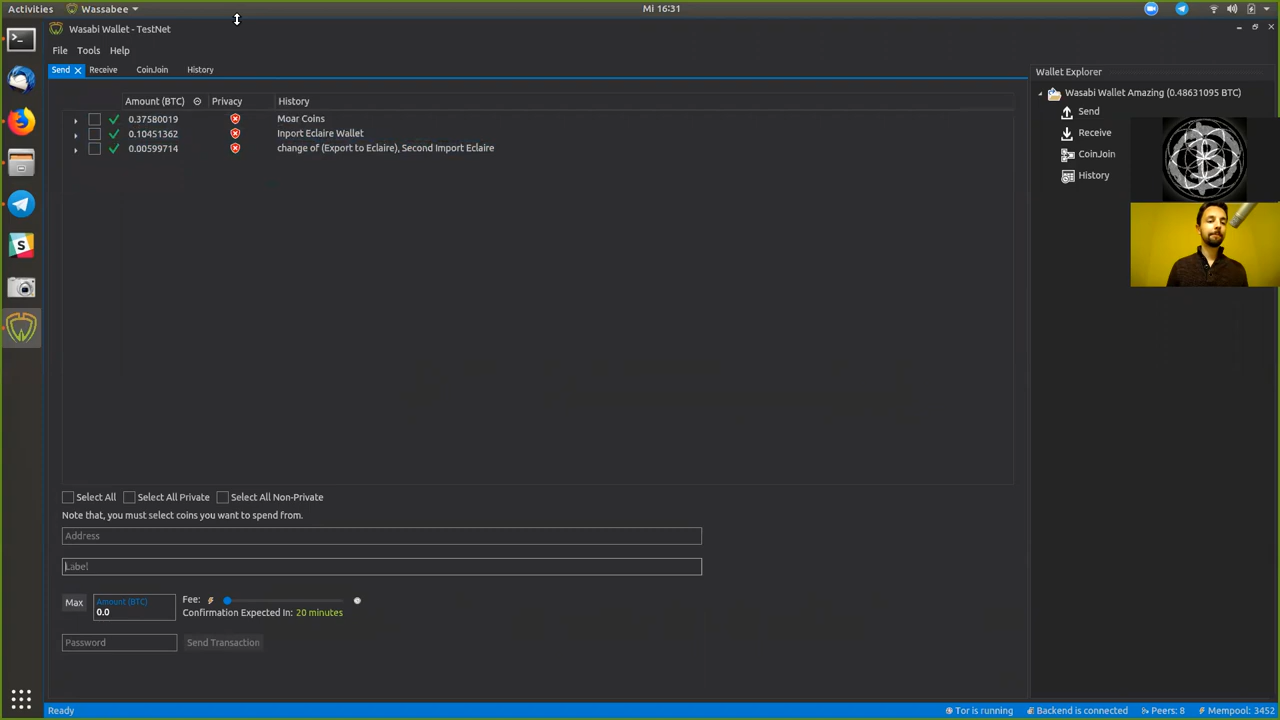 Activities Wassabee Mi 16:31
Wasabi Wallet - TestNet
File Tools Help
Send Receive CoinJoin History
Amount (BTC) Privacy History
0.37580019 Moar Coins
0.10451362 Inport Eclaire Wallet
0.00599714 change of (Export to Eclaire), Second Import Eclaire
Select All Select All Private Select All Non-Private
Note that, you must select coins you want to spend from.
Address
Label
Max Amount (BTC) 0.0
Fee:
Confirmation Expected In: 20 minutes
Password Send Transaction
Wallet Explorer
Wasabi Wallet Amazing (0.48631095 BTC)
Send
Receive
CoinJoin
History
Ready Tor is running Backend is connected Peers: 8 Mempool: 3452